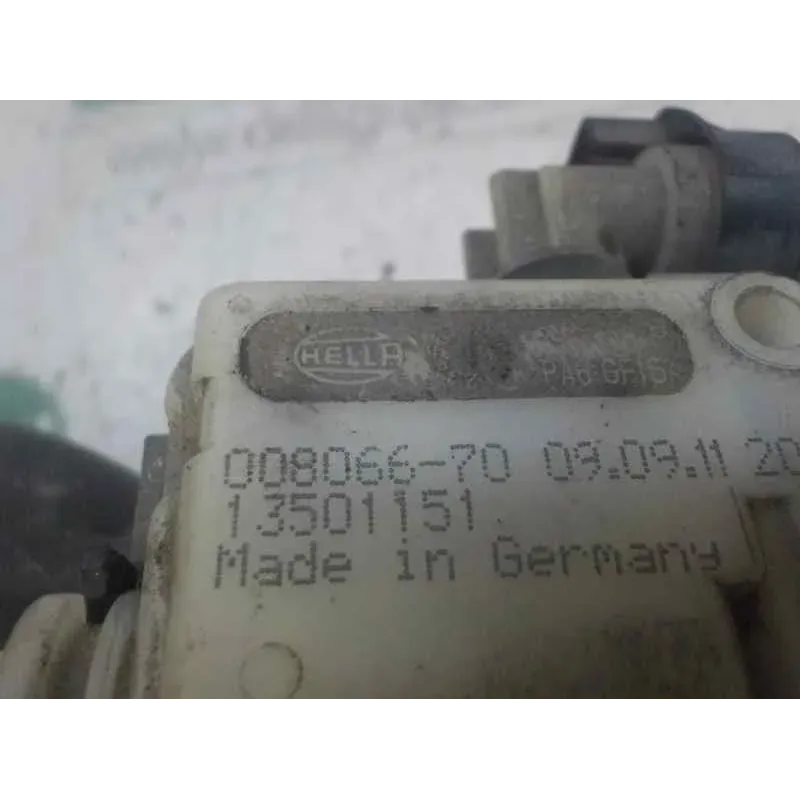 HELLA
PA6 GF15
008066-70 09.09.11 20
13501151
Made in Germany